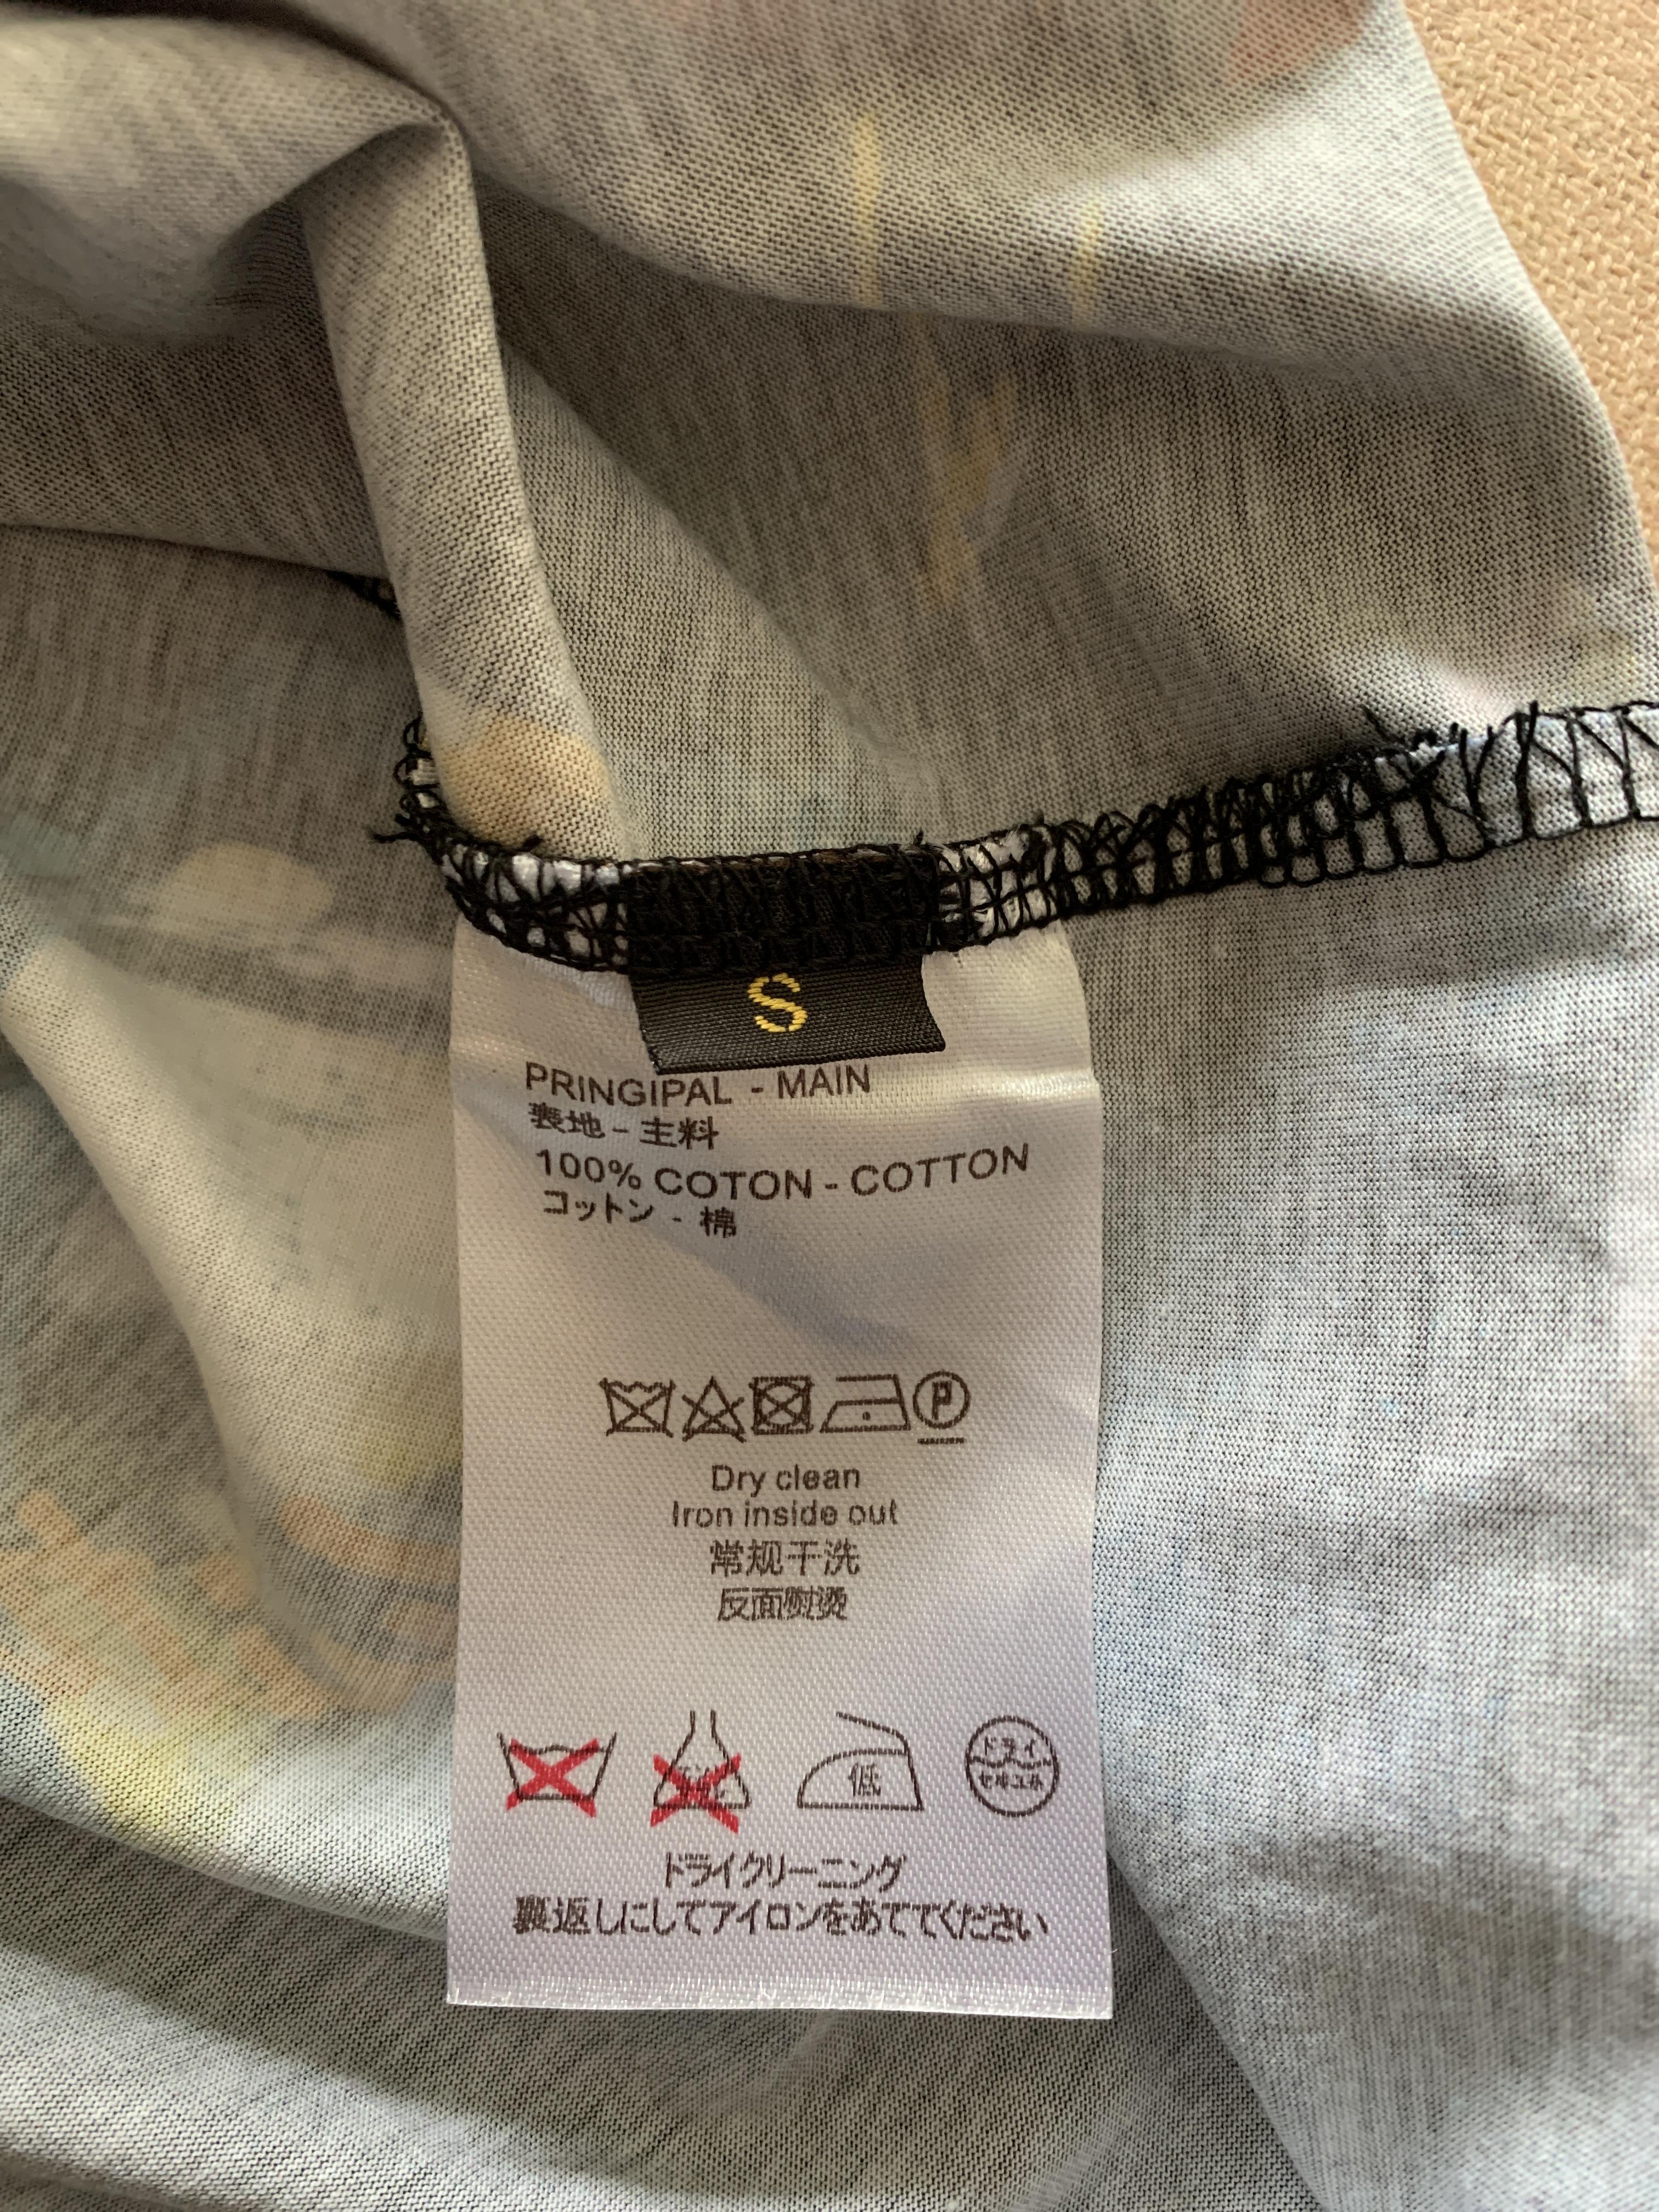 S
PRINGIPAL - MAIN
表地 - 主料
100% COTON - COTTON
コットン - 棉
P
Dry clean
Iron inside out
常规干洗
反面熨烫
低
ドライ
ドライクリーニング
裏返しにしてアイロンをあててください